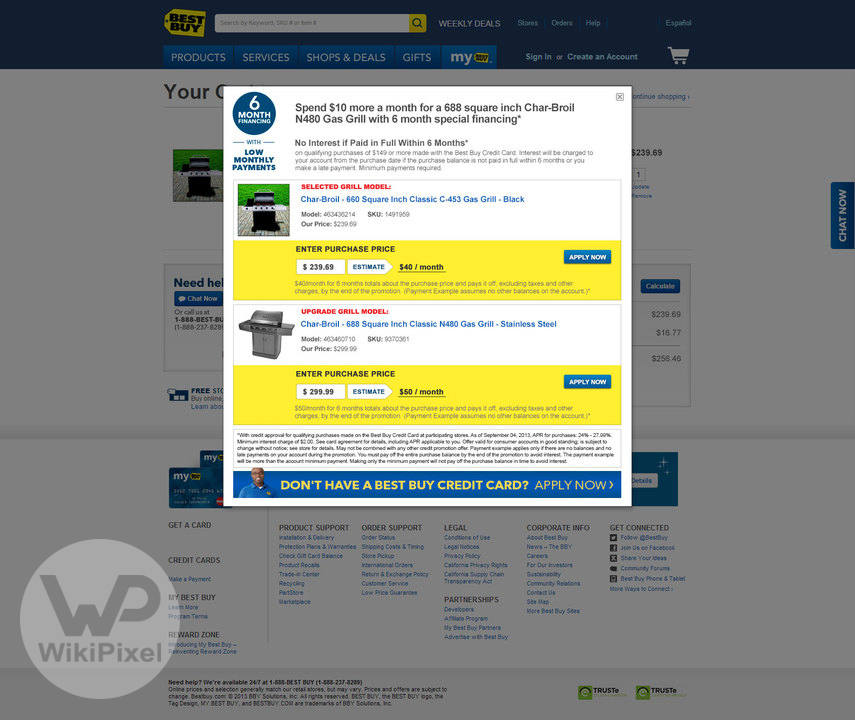 BEST BUY
Search by Keyword, SKU # or Item #
WEEKLY DEALS
Stores
Orders
Help
Español
PRODUCTS
SERVICES
SHOPS & DEALS
GIFTS
my BEST BUY
Sign In or Create an Account
Your C
ontinue shopping ›
6
MONTH
FINANCING
WITH
LOW
MONTHLY
PAYMENTS
Spend $10 more a month for a 688 square inch Char-Broil
N480 Gas Grill with 6 month special financing*
No Interest if Paid in Full Within 6 Months*
on qualifying purchases of $149 or more made with the Best Buy Credit Card. Interest will be charged to
your account from the purchase date if the purchase balance is not paid in full within 6 months or you
make a late payment. Minimum payments required.
SELECTED GRILL MODEL:
Char-Broil - 660 Square Inch Classic C-453 Gas Grill - Black
Model: 463436214 SKU: 1491959
Our Price: $239.69
ENTER PURCHASE PRICE
$ 239.69 ESTIMATE $40 / month
APPLY NOW
$40/month for 6 months totals about the purchase price and pays it off, excluding taxes and other
charges, by the end of the promotion. (Payment Example assumes no other balances on the account.)*
UPGRADE GRILL MODEL:
Char-Broil - 688 Square Inch Classic N480 Gas Grill - Stainless Steel
Model: 463460710 SKU: 9370361
Our Price: $299.99
ENTER PURCHASE PRICE
$ 299.99 ESTIMATE $50 / month
APPLY NOW
$50/month for 6 months totals about the purchase price and pays it off, excluding taxes and other
charges, by the end of the promotion. (Payment Example assumes no other balances on the account.)*
*With credit approval for qualifying purchases made on the Best Buy Credit Card at participating stores. As of September 04, 2013, APR for purchases: 24% - 27.99%.
Minimum interest charge of $2.00. See card agreement for details, including APR applicable to you. Offer valid for consumer accounts in good standing; is subject to
change without notice; see store for details. May not be combined with any other credit promotion offer. Payment example applies only if there are no balances and no
late payments on your account during the promotion. You must pay off the entire purchase balance by the end of the promotion to avoid interest. The payment example
will be more than the account minimum payment. Making only the minimum payment will not pay off the purchase balance in time to avoid interest.
DON'T HAVE A BEST BUY CREDIT CARD? APPLY NOW ›
$239.69
1
Update
Remove
CHAT NOW
Need help
Chat Now
Or call us at
1-888-BEST-BU
(1-888-237-8289
Calculate
$239.69
$16.77
$256.46
FREE STO
Buy online,
Learn abou
my BEST BUY
my BEST BUY
Details
GET A CARD
CREDIT CARDS
Make a Payment
MY BEST BUY
Learn More
Program Terms
REWARD ZONE
Introducing My Best Buy –
Reinventing Reward Zone
PRODUCT SUPPORT
Installation & Delivery
Protection Plans & Warranties
Check Gift Card Balance
Product Recalls
Trade-in Center
Recycling
PartStore
Marketplace
ORDER SUPPORT
Order Status
Shipping Costs & Timing
Store Pickup
International Orders
Return & Exchange Policy
Customer Service
Low Price Guarantee
LEGAL
Conditions of Use
Legal Notices
Privacy Policy
California Privacy Rights
California Supply Chain
Transparency Act
PARTNERSHIPS
Developers
Affiliate Program
My Best Buy Partners
Advertise with Best Buy
CORPORATE INFO
About Best Buy
News – The BBY
Careers
For Our Investors
Sustainability
Community Relations
Contact Us
Site Map
More Best Buy Sites
GET CONNECTED
Follow @BestBuy
Join Us on Facebook
Share Your Ideas
Community Forums
Best Buy Phone & Tablet
More Ways to Connect ›
WP
WikiPixel
Need help? We're available 24/7 at 1-888-BEST BUY (1-888-237-8289)
Online prices and selection generally match our retail stores, but may vary. Prices and offers are subject to
change. Bestbuy.com: © 2013 BBY Solutions, Inc. All rights reserved. BEST BUY, the BEST BUY logo, the
Tag Design, MY BEST BUY, and BESTBUY.COM are trademarks of BBY Solutions, Inc.
TRUSTe
TRUSTe